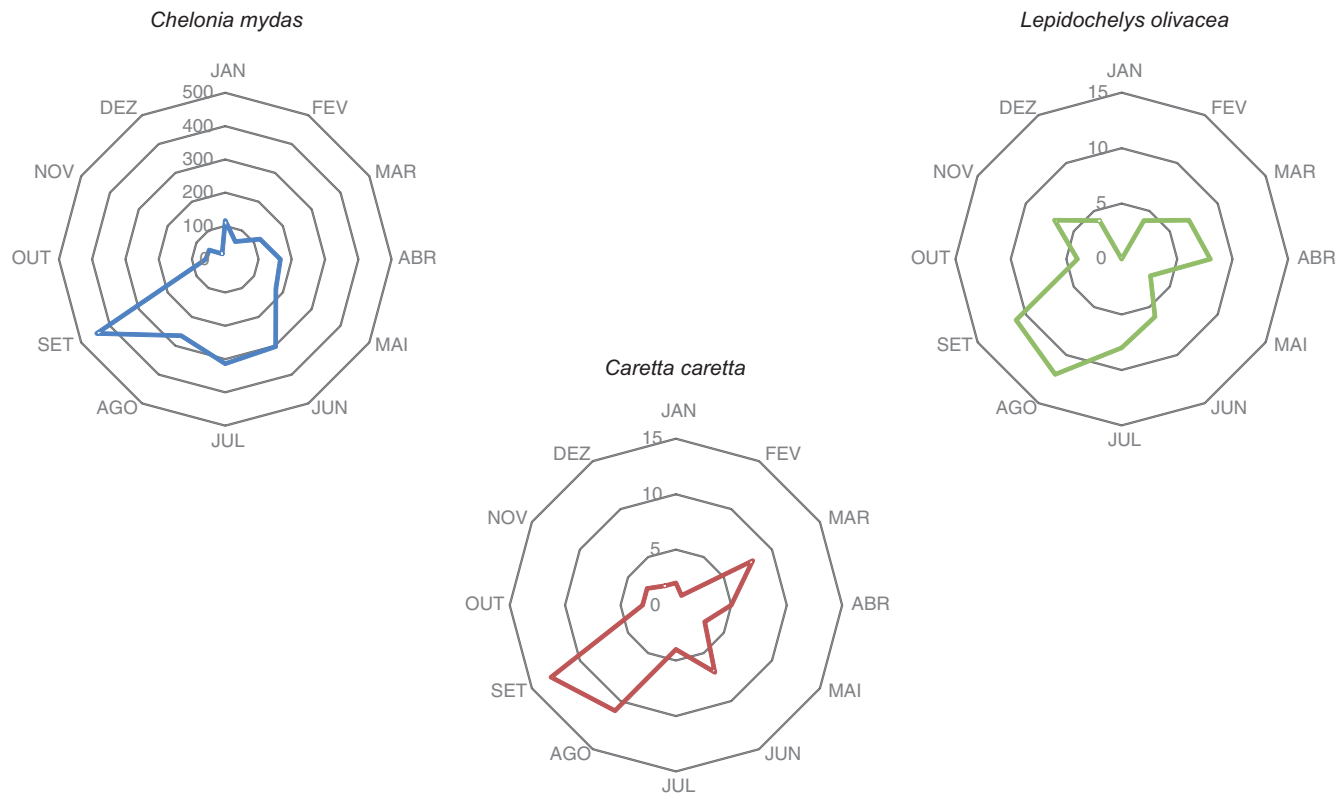 Chelonia mydas
JAN
FEV
MAR
ABR
MAI
JUN
JUL
AGO
SET
OUT
NOV
DEZ
500
400
300
200
100
0
Lepidochelys olivacea
JAN
FEV
MAR
ABR
MAI
JUN
JUL
AGO
SET
OUT
NOV
DEZ
15
10
5
0
Caretta caretta
JAN
FEV
MAR
ABR
MAI
JUN
JUL
AGO
SET
OUT
NOV
DEZ
15
10
5
0